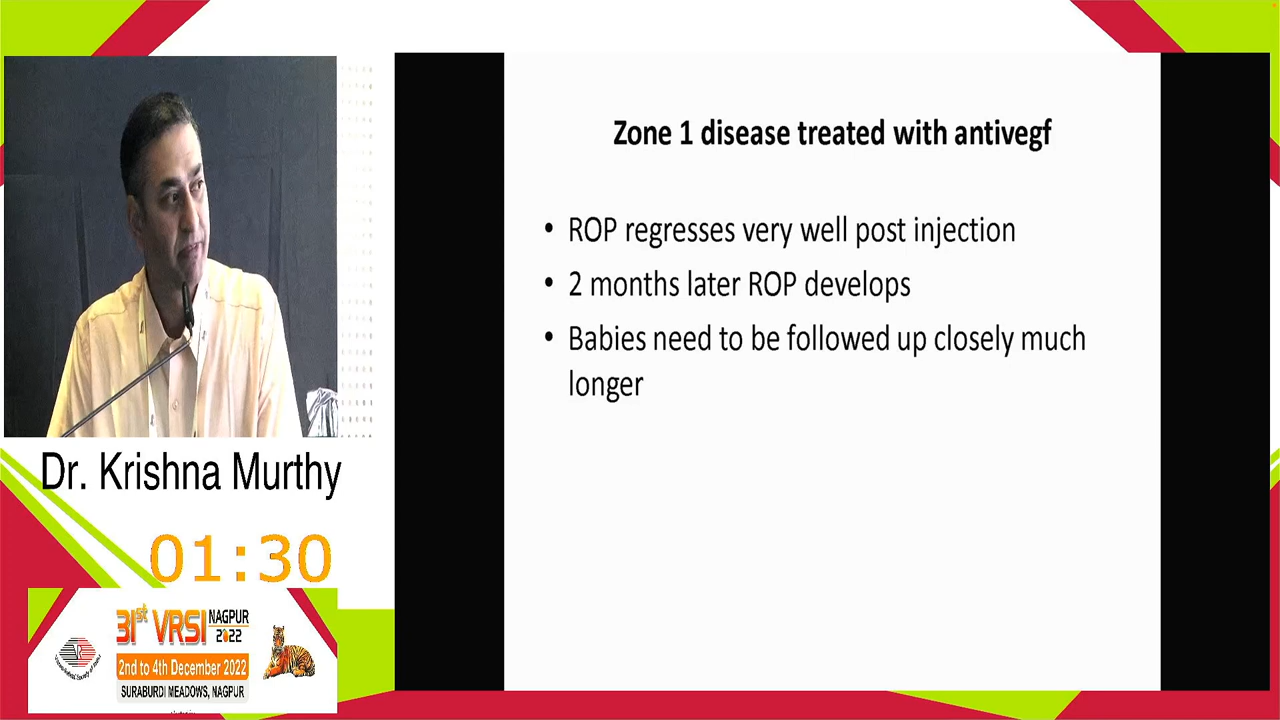 Zone 1 disease treated with antivegf
• ROP regresses very well post injection
• 2 months later ROP develops
• Babies need to be followed up closely much
longer
Dr. Krishna Murthy
01:30
31st VRSI NAGPUR
2022
2nd to 4th December 2022
SURABURDI MEADOWS, NAGPUR